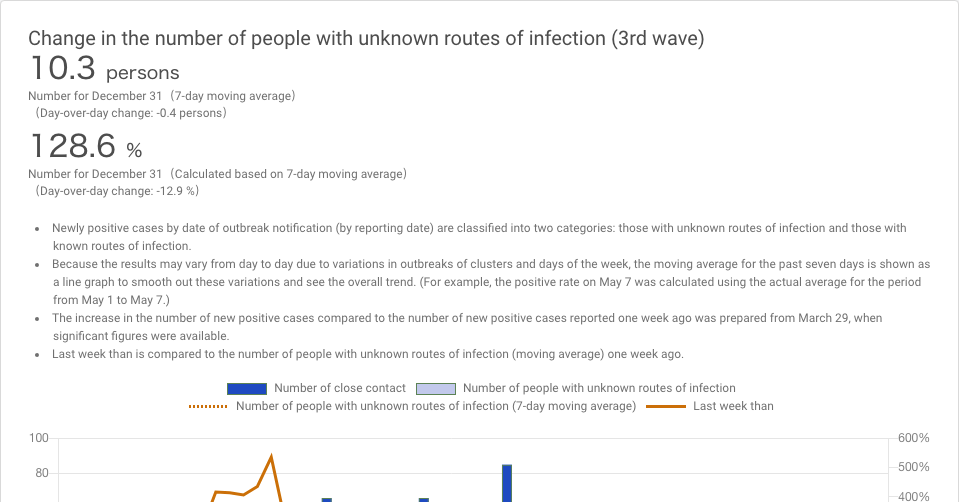 Change in the number of people with unknown routes of infection (3rd wave)
10.3 persons
Number for December 31（7-day moving average）
（Day-over-day change: -0.4 persons）
128.6 %
Number for December 31（Calculated based on 7-day moving average）
（Day-over-day change: -12.9 %）
• Newly positive cases by date of outbreak notification (by reporting date) are classified into two categories: those with unknown routes of infection and those with
known routes of infection.
• Because the results may vary from day to day due to variations in outbreaks of clusters and days of the week, the moving average for the past seven days is shown as
a line graph to smooth out these variations and see the overall trend. (For example, the positive rate on May 7 was calculated using the actual average for the period
from May 1 to May 7.)
• The increase in the number of new positive cases compared to the number of new positive cases reported one week ago was prepared from March 29, when
significant figures were available.
• Last week than is compared to the number of people with unknown routes of infection (moving average) one week ago.
Number of close contact Number of people with unknown routes of infection
Number of people with unknown routes of infection (7-day moving average) Last week than
100 600%
80 500%
400%